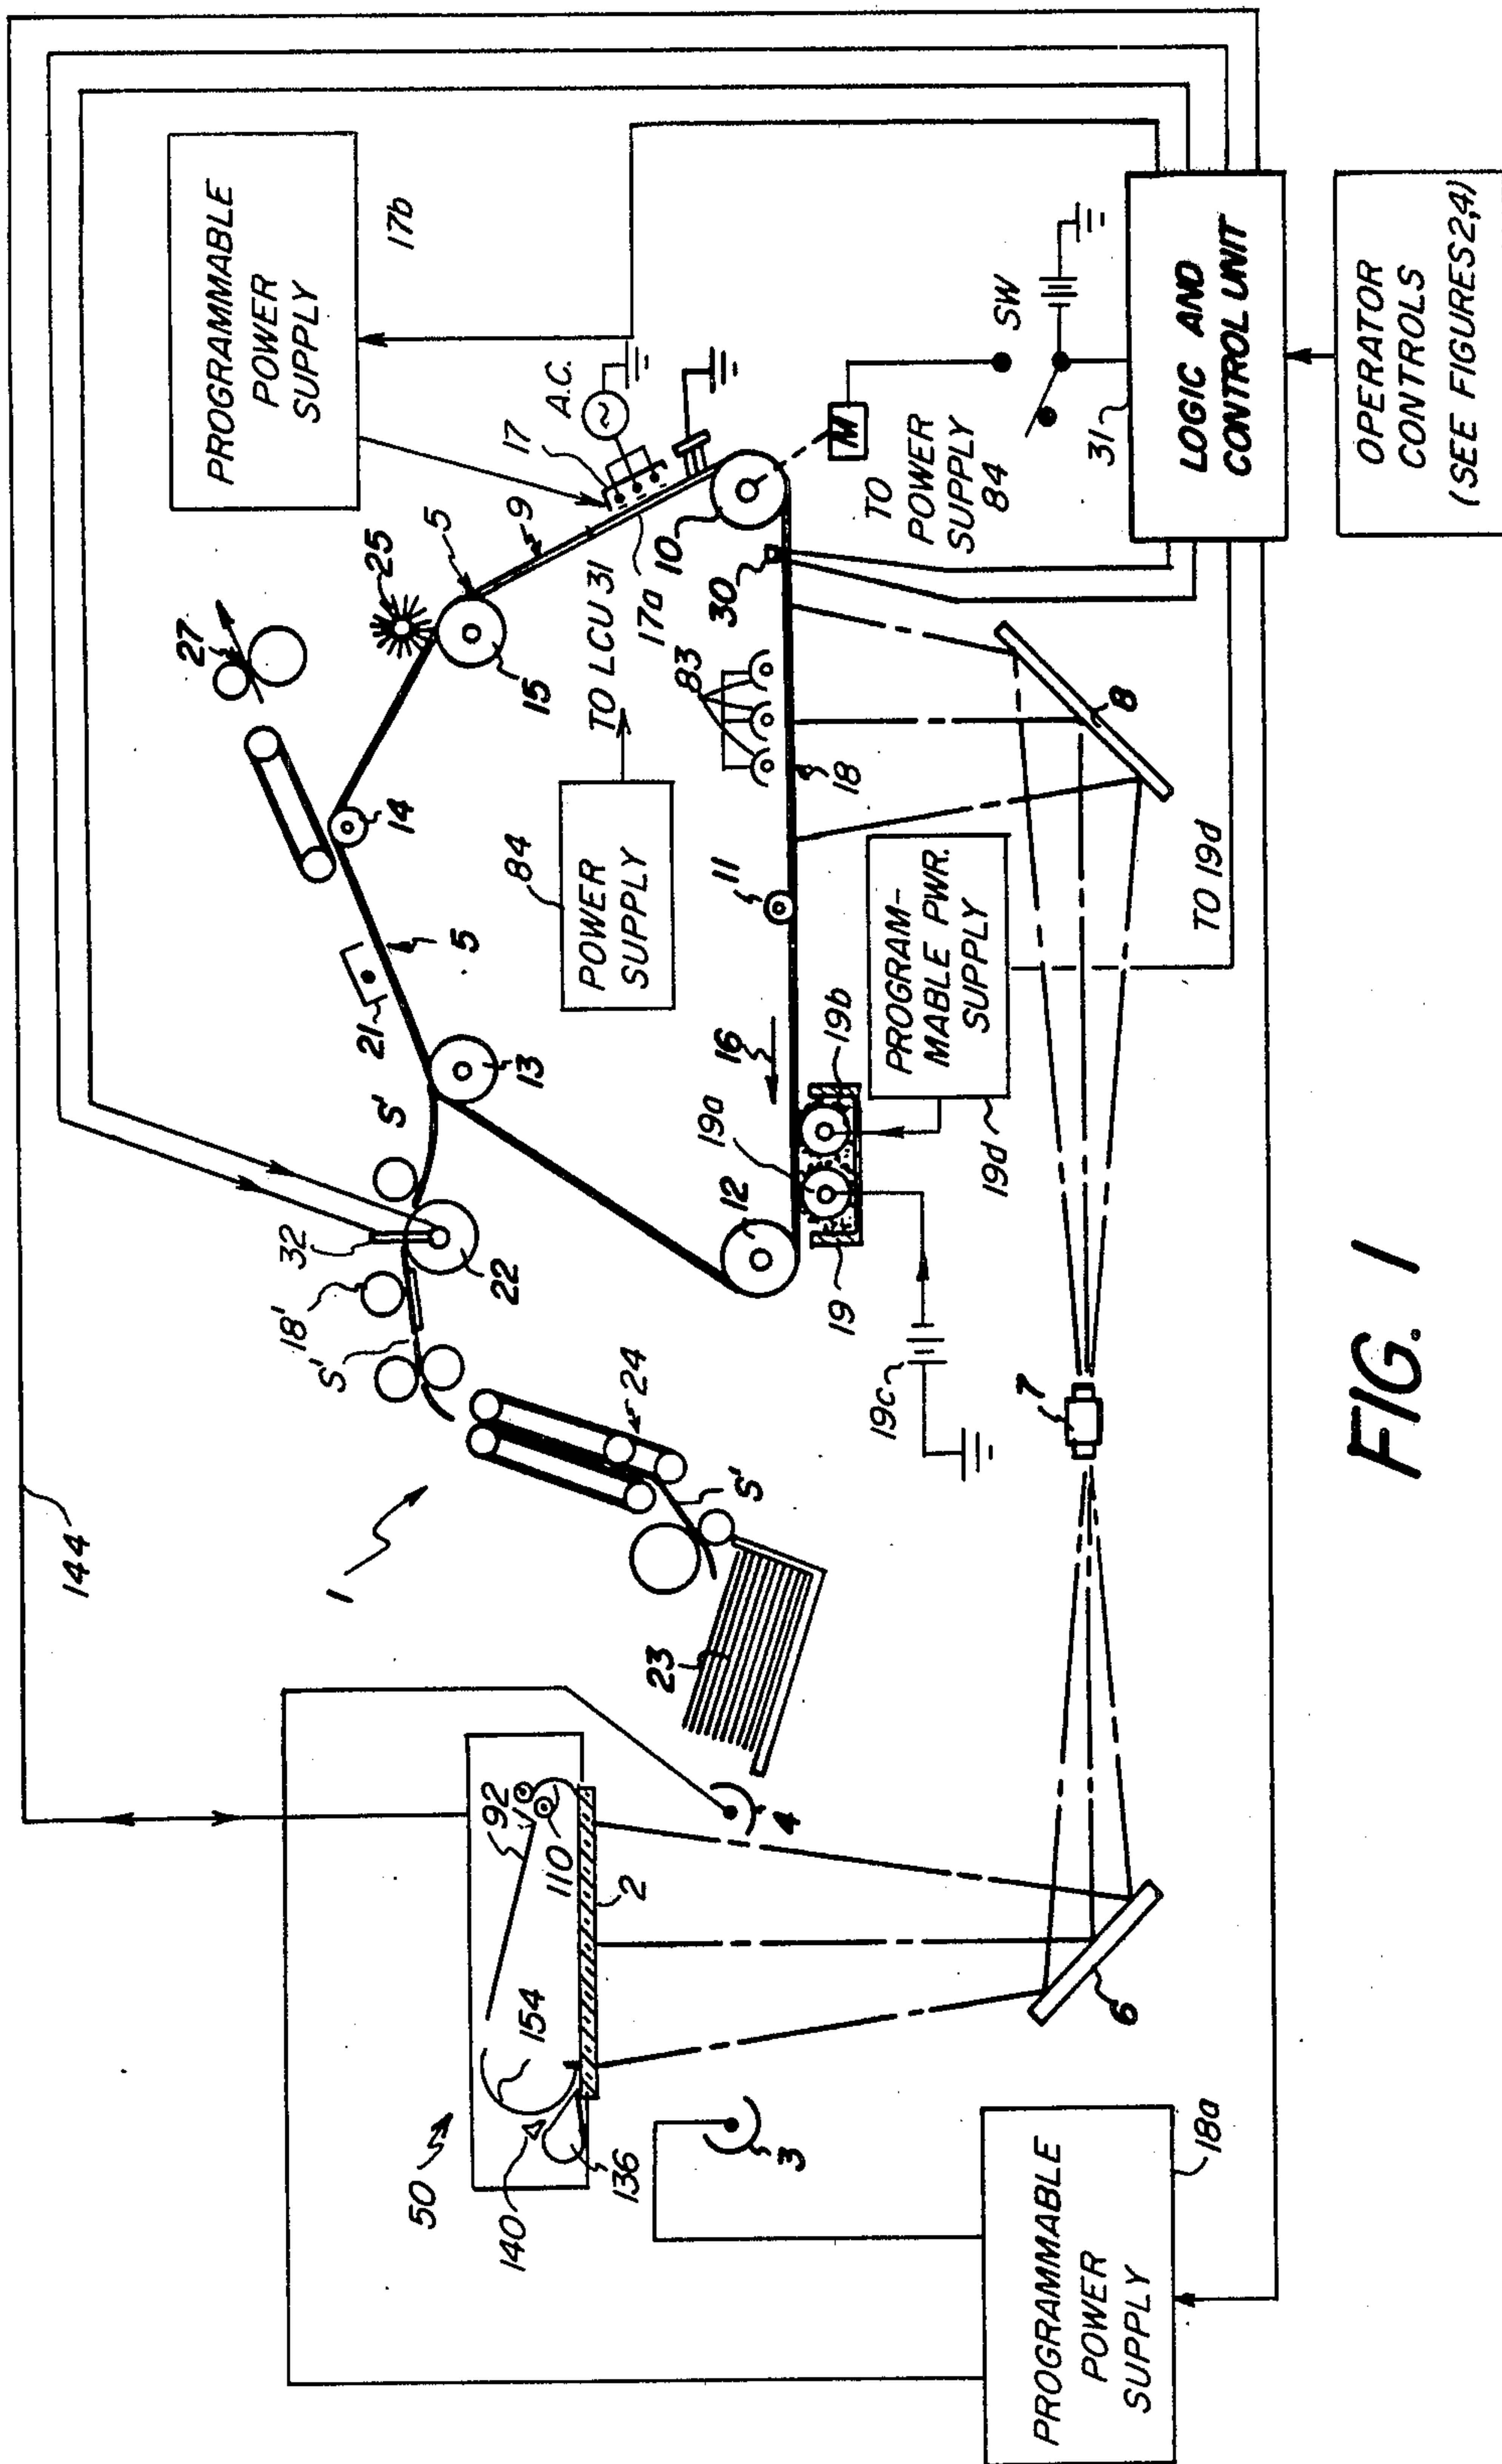 144
1
50
140
136
154
92
110
2
3
4
23
S'
24
S'
18'
32
22
S'
13
21
5
14
27
25
15
5
9
17
A.C.
17a
17b
PROGRAMMABLE
POWER
SUPPLY
10
30
TO LCU 31
84
POWER
SUPPLY
83
18
11
16
12
19a
19b
19
19c
19d
PROGRAM-
MABLE PWR.
SUPPLY
TO 19d
M
TO
POWER
SUPPLY
84
SW
31
LOGIC AND
CONTROL UNIT
OPERATOR
CONTROLS
(SEE FIGURES 2,4)
8
7
6
PROGRAMMABLE
POWER
SUPPLY
18a
FIG. 1